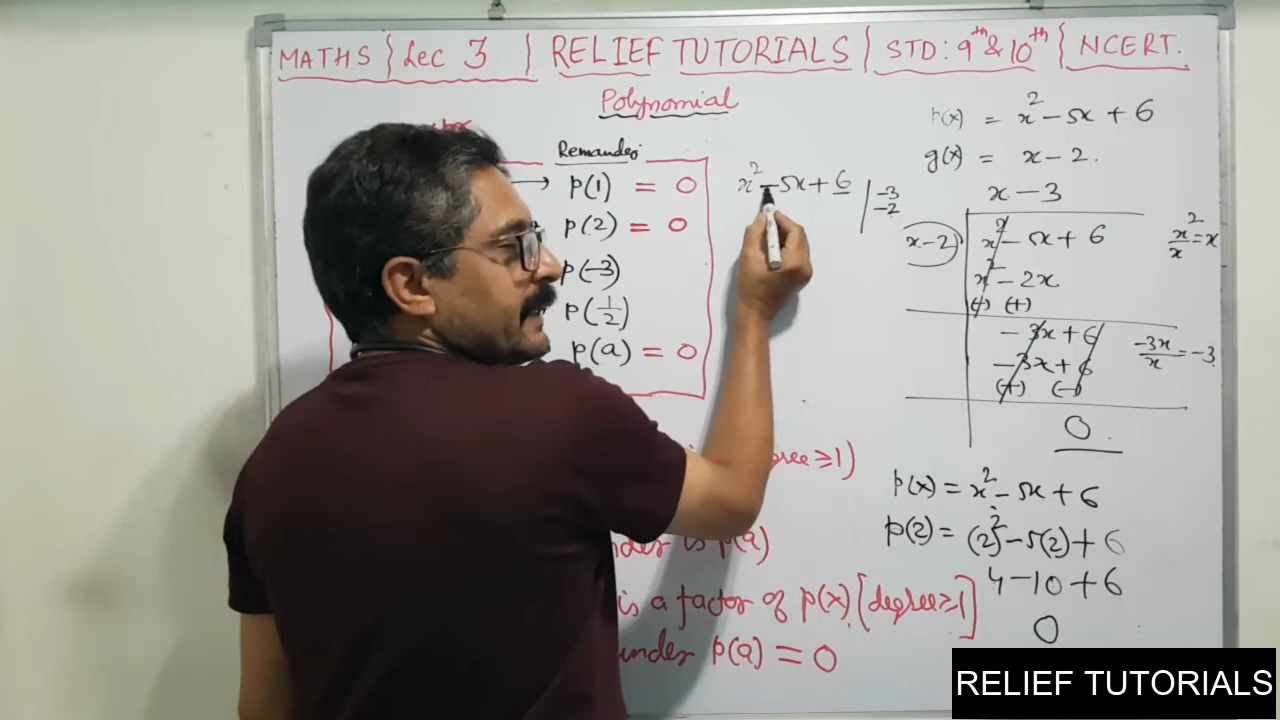 MATHS | Lec 3 | RELIEF TUTORIALS | STD: 9th & 10th | NCERT.
Polynomial
Remander
→ p(1) = 0
p(2) = 0
p(-3)
p(1/2)
p(a) = 0
x² - 5x + 6 | -3 -2
p(x) = x² - 5x + 6
g(x) = x - 2.
x - 3
x-2 | x² - 5x + 6
x² - 2x
(-) (+)
x²/x = x
- 3x + 6
- 3x + 6
(+) (-)
-3x/x = -3
0.
≥1)
p(x) = x² - 5x + 6
p(2) = (2)² - 5(2) + 6
4 - 10 + 6
0
is p(a)
is a factor of p(x) [degree≥1]
p(a) = 0
RELIEF TUTORIALS